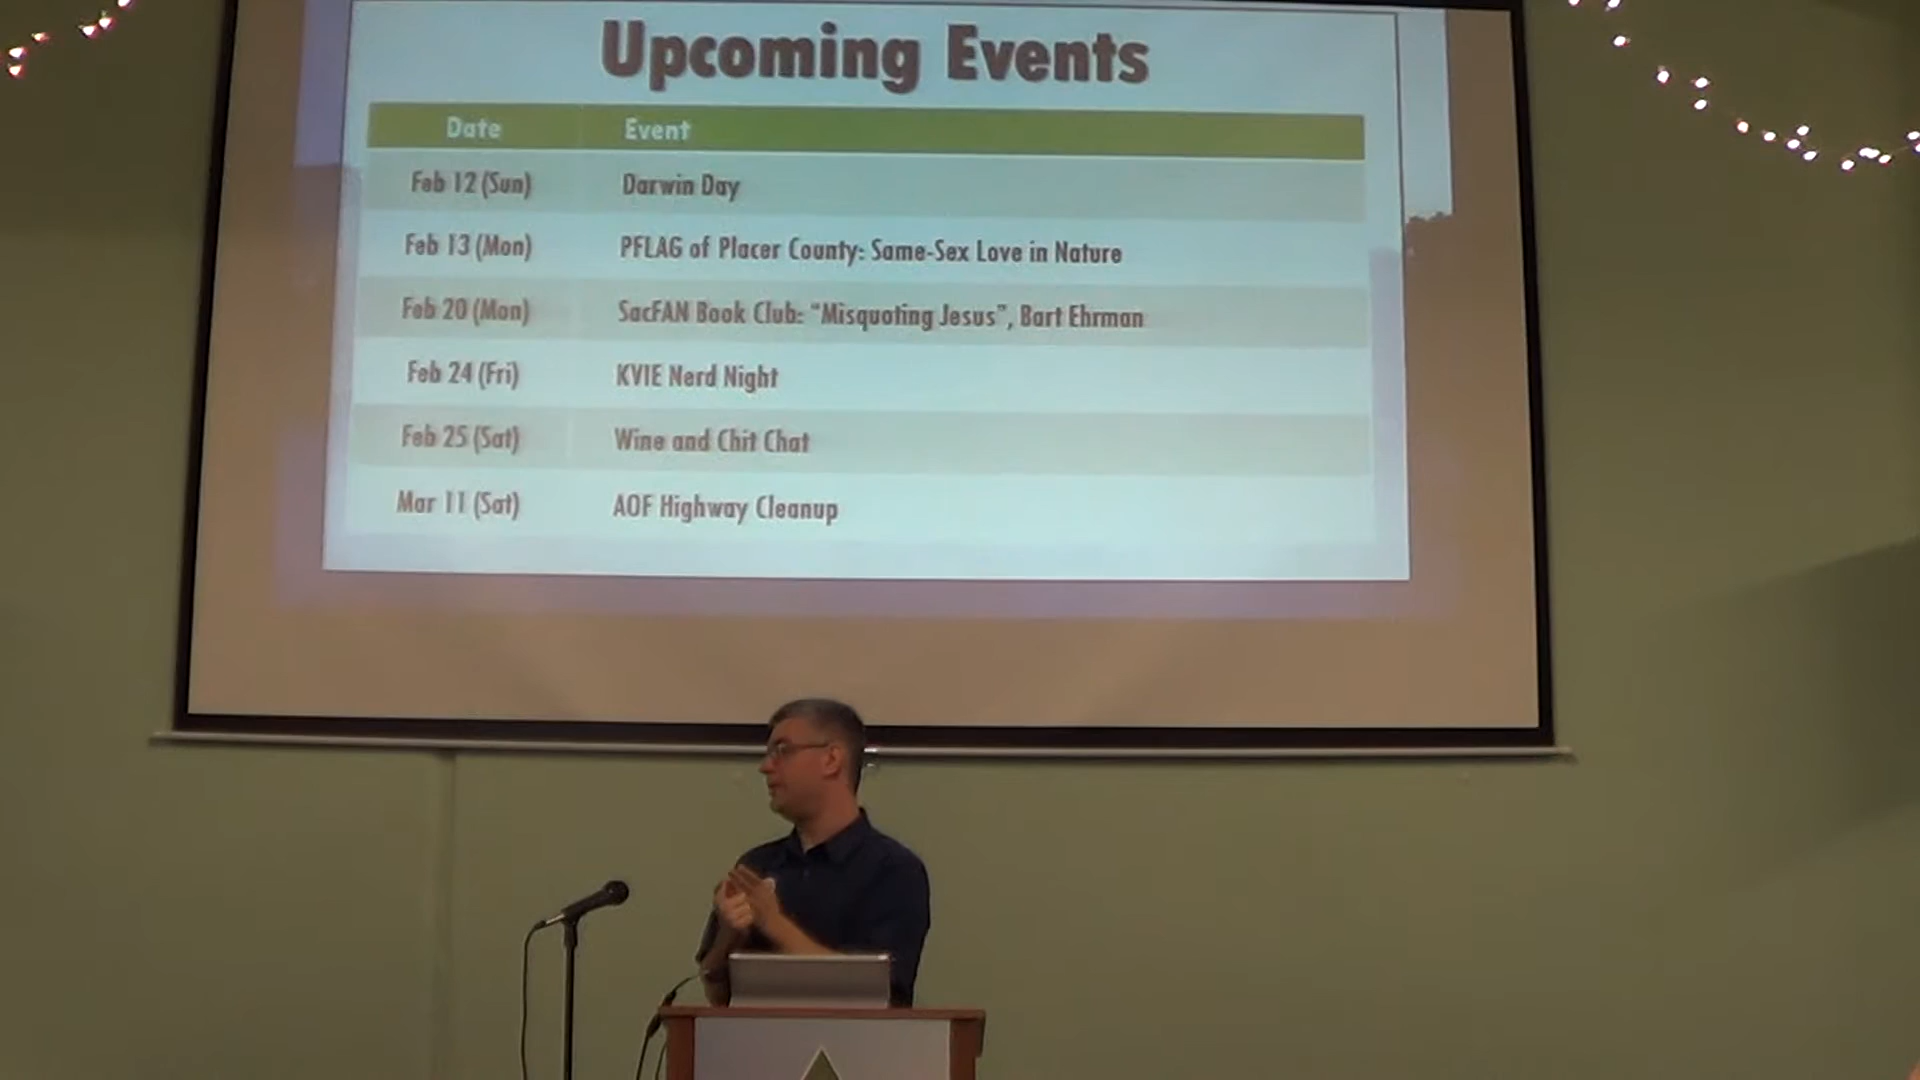 Upcoming Events
Date Event
Feb 12 (Sun) Darwin Day
Feb 13 (Mon) PFLAG of Placer County: Same-Sex Love in Nature
Feb 20 (Mon) SacFAN Book Club: "Misquoting Jesus", Bart Ehrman
Feb 24 (Fri) KVIE Nerd Night
Feb 25 (Sat) Wine and Chit Chat
Mar 11 (Sat) AOF Highway Cleanup